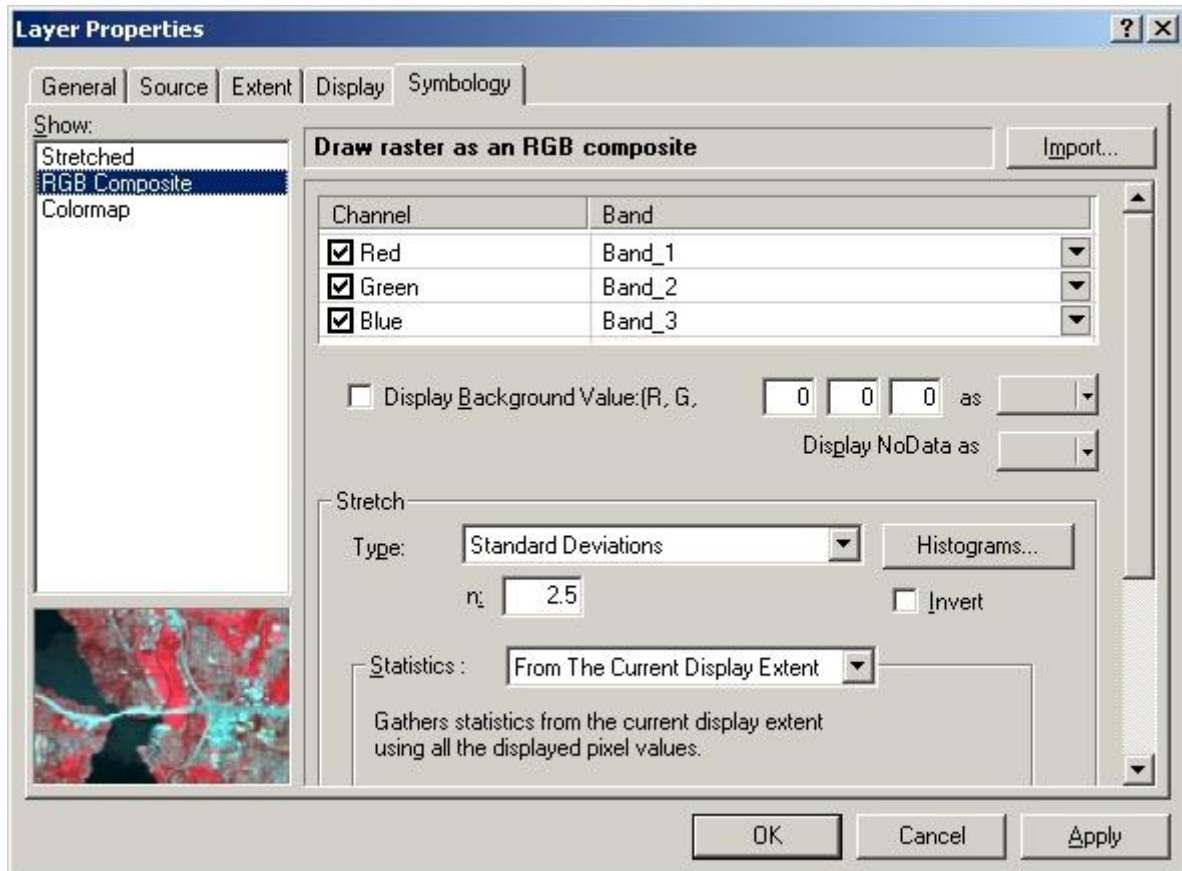 Layer Properties
General Source Extent Display Symbology
Show:
Stretched
RGB Composite
Colormap
Draw raster as an RGB composite
Import...
Channel Band
Red Band_1
Green Band_2
Blue Band_3
Display Background Value:(R, G, 0 0 0 as
Display NoData as
Stretch
Type: Standard Deviations Histograms...
n: 2.5 Invert
Statistics : From The Current Display Extent
Gathers statistics from the current display extent
using all the displayed pixel values.
OK Cancel Apply